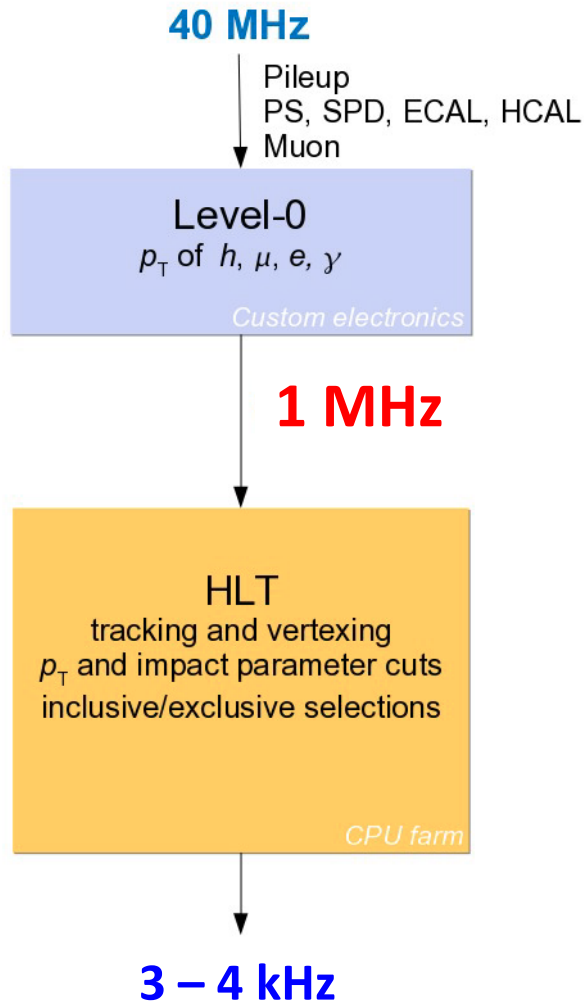 40 MHz
Pileup
PS, SPD, ECAL, HCAL
Muon
Level-0
pT of h, μ, e, γ
Custom electronics
1 MHz
HLT
tracking and vertexing
pT and impact parameter cuts
inclusive/exclusive selections
CPU farm
3 – 4 kHz